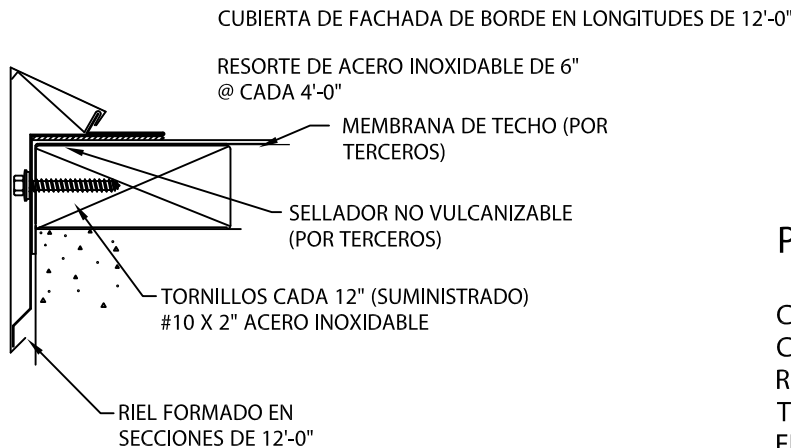 CUBIERTA DE FACHADA DE BORDE EN LONGITUDES DE 12'-0"
RESORTE DE ACERO INOXIDABLE DE 6"
@ CADA 4'-0"
MEMBRANA DE TECHO (POR
TERCEROS)
SELLADOR NO VULCANIZABLE
(POR TERCEROS)
TORNILLOS CADA 12" (SUMINISTRADO)
#10 X 2" ACERO INOXIDABLE
RIEL FORMADO EN
SECCIONES DE 12'-0"